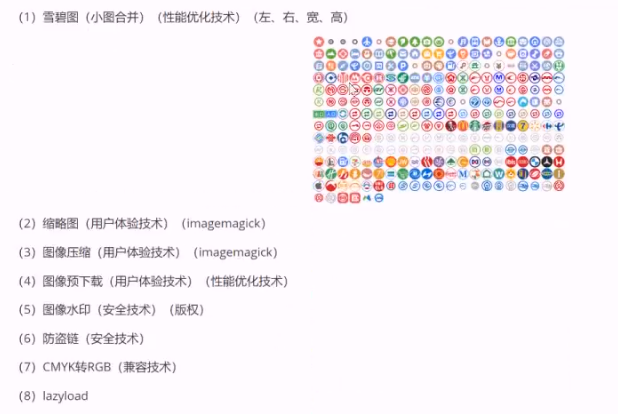 （1）雪碧图（小图合并）（性能优化技术）（左、右、宽、高）
（2）缩略图（用户体验技术）（imagemagick）
（3）图像压缩（用户体验技术）（imagemagick）
（4）图像预下载（用户体验技术）（性能优化技术）
（5）图像水印（安全技术）（版权）
（6）防盗链（安全技术）
（7）CMYK转RGB（兼容技术）
（8）lazyload